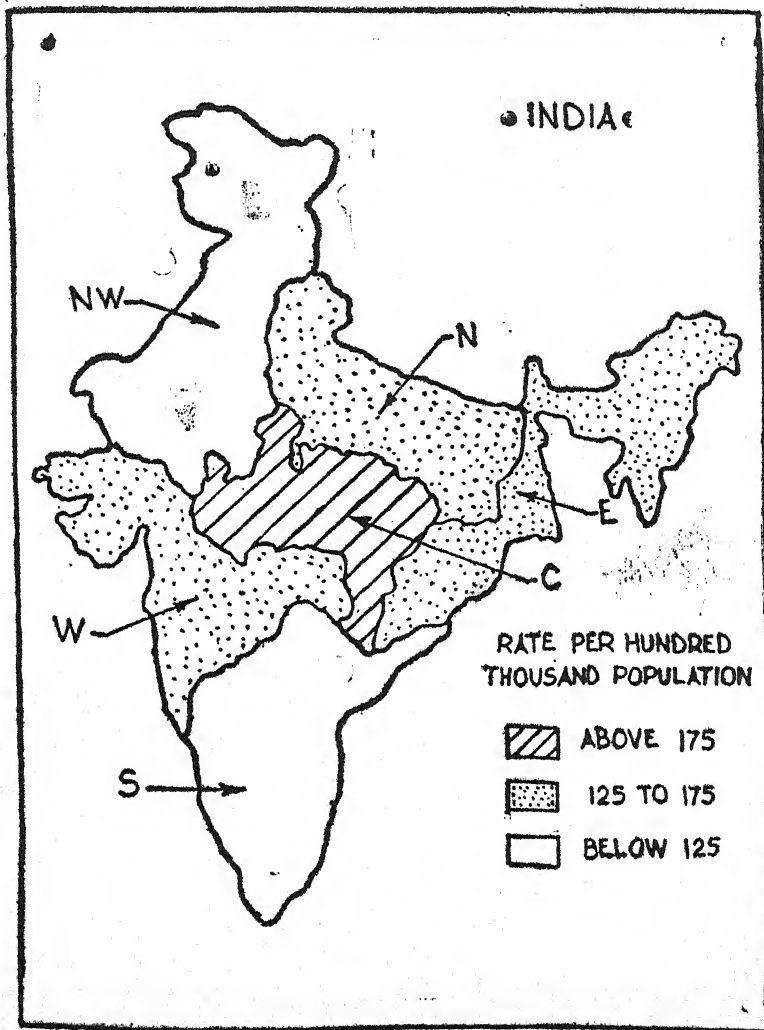 INDIA
NW
N
E
C
W
S
RATE PER HUNDRED
THOUSAND POPULATION
ABOVE 175
125 TO 175
BELOW 125